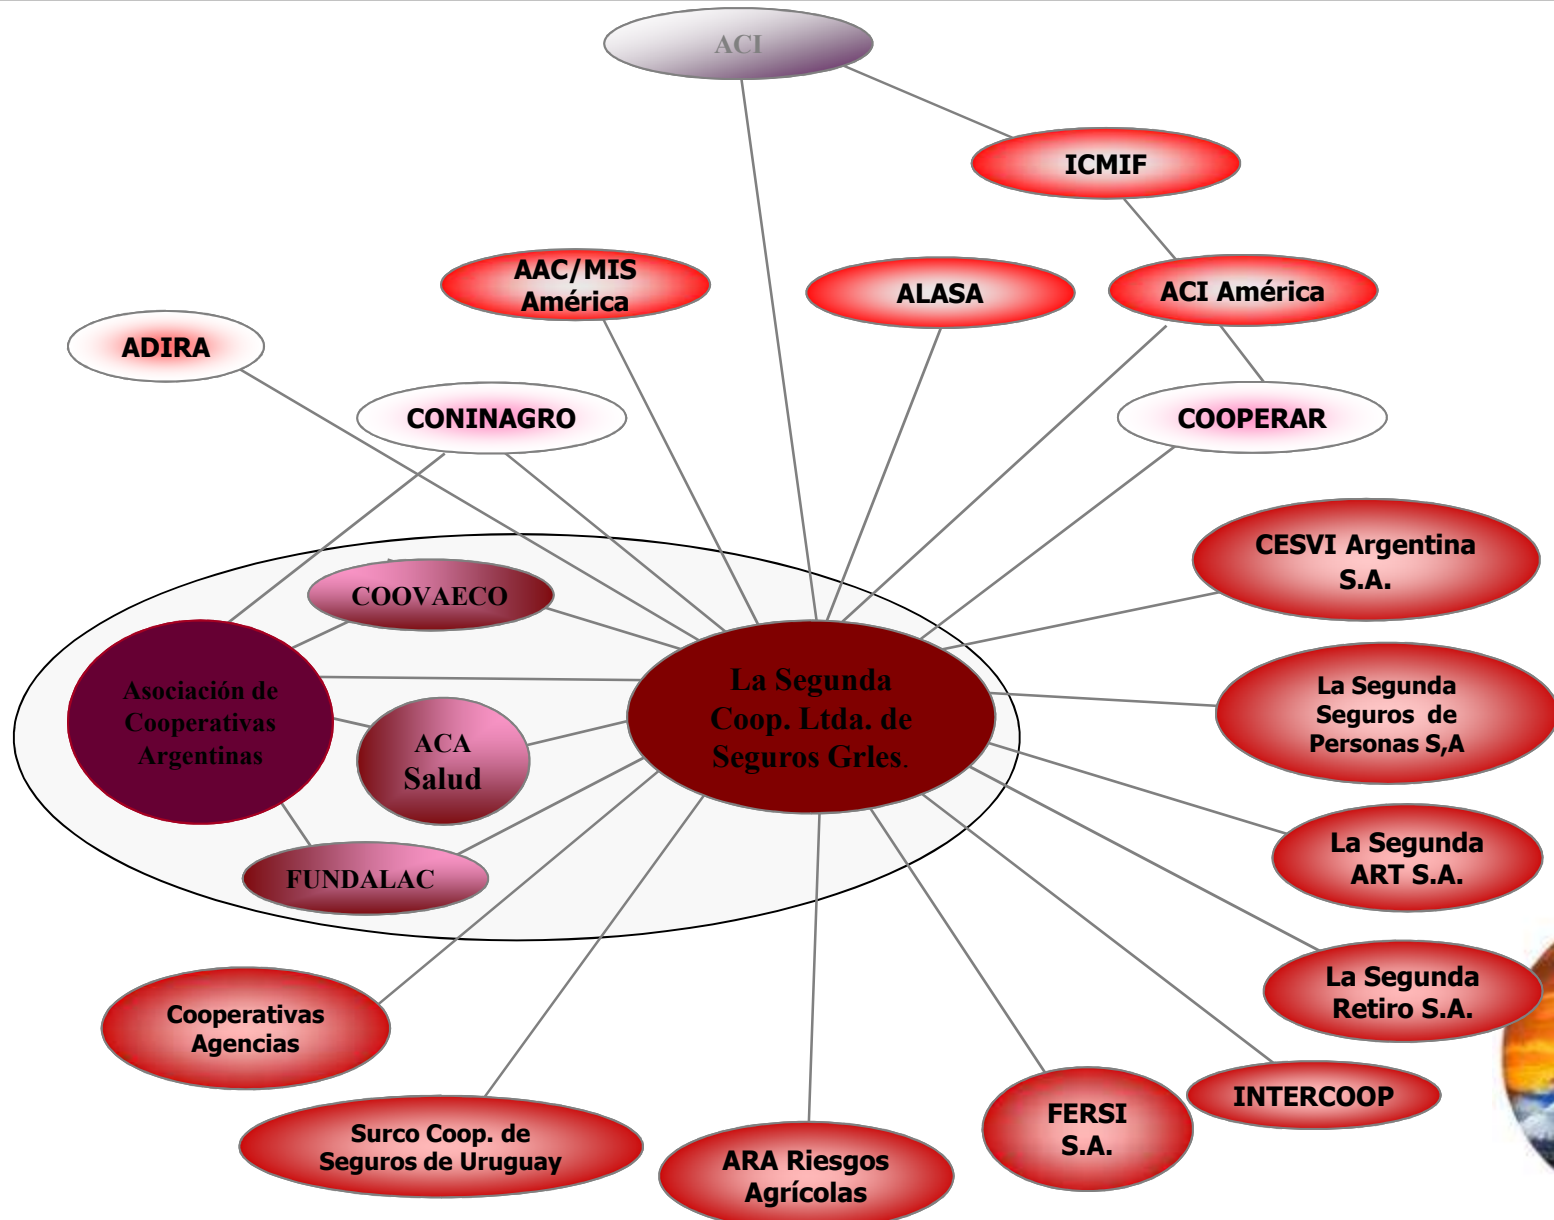 ACI
ICMIF
AAC/MIS
América
ALASA
ACI América
ADIRA
CONINAGRO
COOPERAR
CESVI Argentina
S.A.
COOVAECO
Asociación de
Cooperativas
Argentinas
La Segunda
Coop. Ltda. de
Seguros Grles.
La Segunda
Seguros de
Personas S,A
ACA
Salud
La Segunda
ART S.A.
FUNDALAC
La Segunda
Retiro S.A.
Cooperativas
Agencias
INTERCOOP
FERSI
S.A.
Surco Coop. de
Seguros de Uruguay
ARA Riesgos
Agrícolas